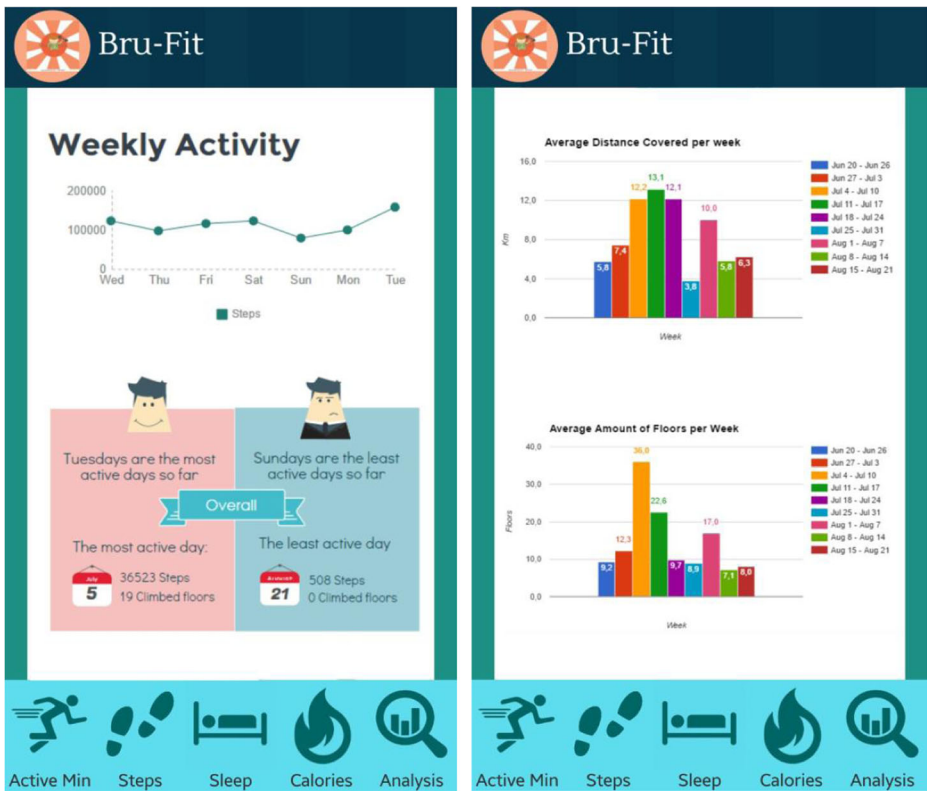 Bru-Fit
Weekly Activity
200000
100000
0
Wed Thu Fri Sat Sun Mon Tue
Steps
Tuesdays are the most
active days so far
Sundays are the least
active days so far
Overall
The most active day:
July
5
36523 Steps
19 Climbed floors
The least active day
AUGUST
21
508 Steps
0 Climbed floors
Active Min Steps Sleep Calories Analysis
Bru-Fit
Average Distance Covered per week
16,0
12,0
8,0
4,0
0,0
Km
5,8
7,4
12,2
13,1
12,1
3,8
10,0
5,8
6,3
Week
Jun 20 - Jun 26
Jun 27 - Jul 3
Jul 4 - Jul 10
Jul 11 - Jul 17
Jul 18 - Jul 24
Jul 25 - Jul 31
Aug 1 - Aug 7
Aug 8 - Aug 14
Aug 15 - Aug 21
Average Amount of Floors per Week
40,0
30,0
20,0
10,0
0,0
Floors
9,2
12,3
36,0
22,6
9,7
8,9
17,0
7,1
8,0
Week
Jun 20 - Jun 26
Jun 27 - Jul 3
Jul 4 - Jul 10
Jul 11 - Jul 17
Jul 18 - Jul 24
Jul 25 - Jul 31
Aug 1 - Aug 7
Aug 8 - Aug 14
Aug 15 - Aug 21
Active Min Steps Sleep Calories Analysis